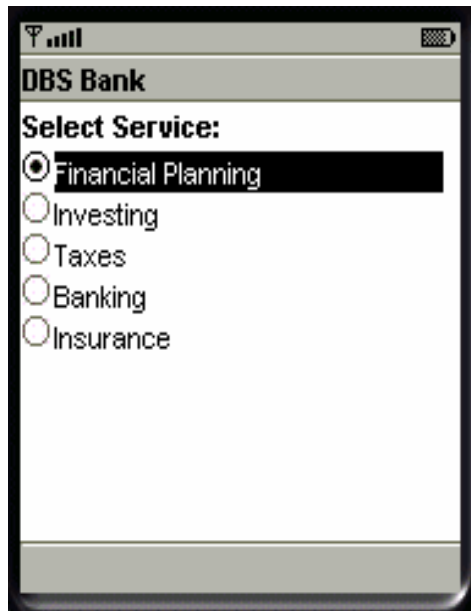 DBS Bank
Select Service:
Financial Planning
Investing
Taxes
Banking
Insurance